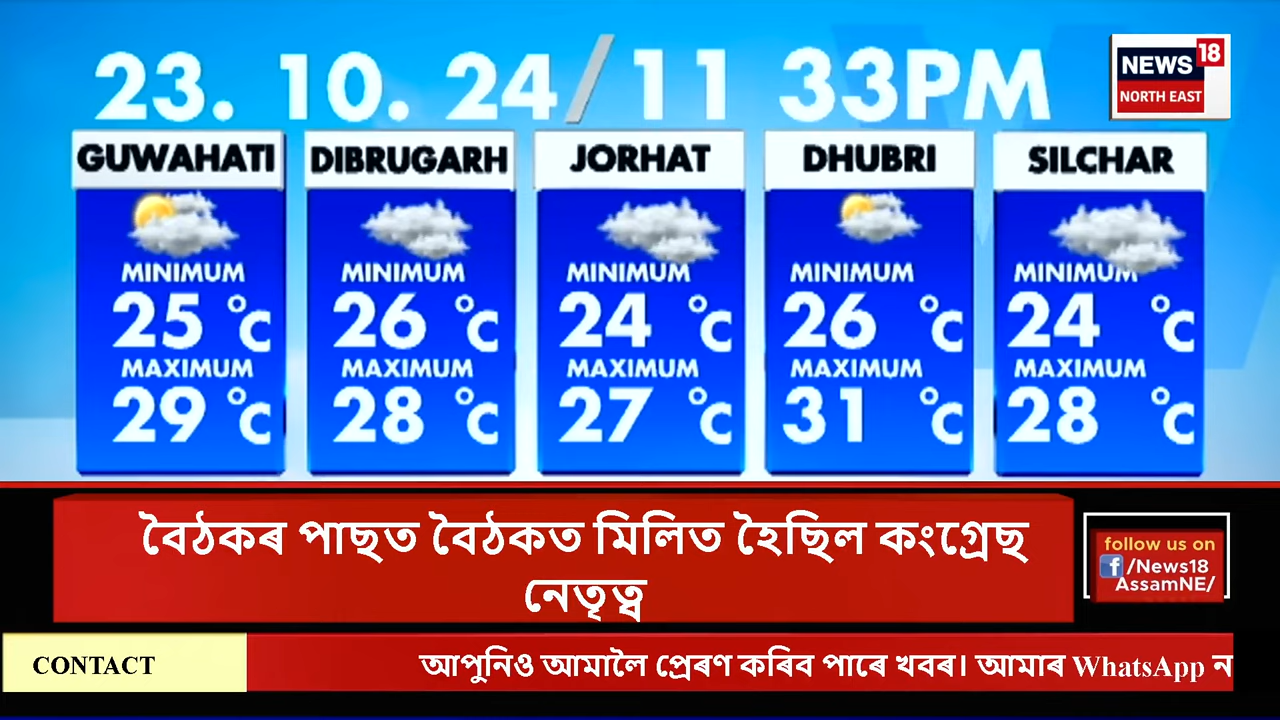 23. 10. 24/11 33PM
NEWS 18
NORTH EAST
GUWAHATI
MINIMUM
25 °C
MAXIMUM
29 °C
DIBRUGARH
MINIMUM
26 °C
MAXIMUM
28 °C
JORHAT
MINIMUM
24 °C
MAXIMUM
27 °C
DHUBRI
MINIMUM
26 °C
MAXIMUM
31 °C
SILCHAR
MINIMUM
24 °C
MAXIMUM
28 °C
বৈঠকৰ পাছত বৈঠকত মিলিত হৈছিল কংগ্ৰেছ
নেতৃত্ব
follow us on
f /News18
AssamNE/
CONTACT
আপুনিও আমালৈ প্ৰেৰণ কৰিব পাৰে খবৰ। আমাৰ WhatsApp ন